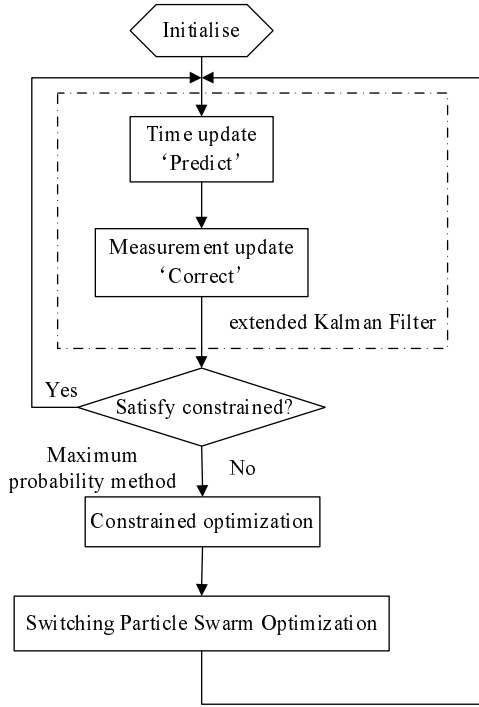 Initialise
Time update
‘Predict’
Measurement update
‘Correct’
extended Kalman Filter
Yes
Satisfy constrained?
Maximum
probability method
No
Constrained optimization
Switching Particle Swarm Optimization